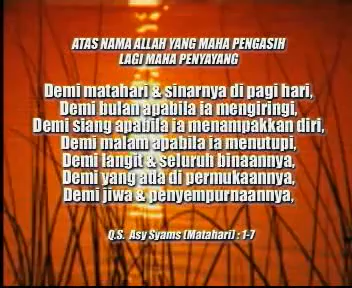 ATAS NAMA ALLAH YANG MAHA PENGASIH
LAGI MAHA PENYAYANG
Demi matahari & sinarnya di pagi hari,
Demi bulan apabila ia mengiringi,
Demi siang apabila ia menampakkan diri,
Demi malam apabila ia menutupi,
Demi langit & seluruh binaannya,
Demi yang ada di permukaannya,
Demi jiwa & penyempurnaannya,
Q.S. Asy Syams (Matahari) : 1-7